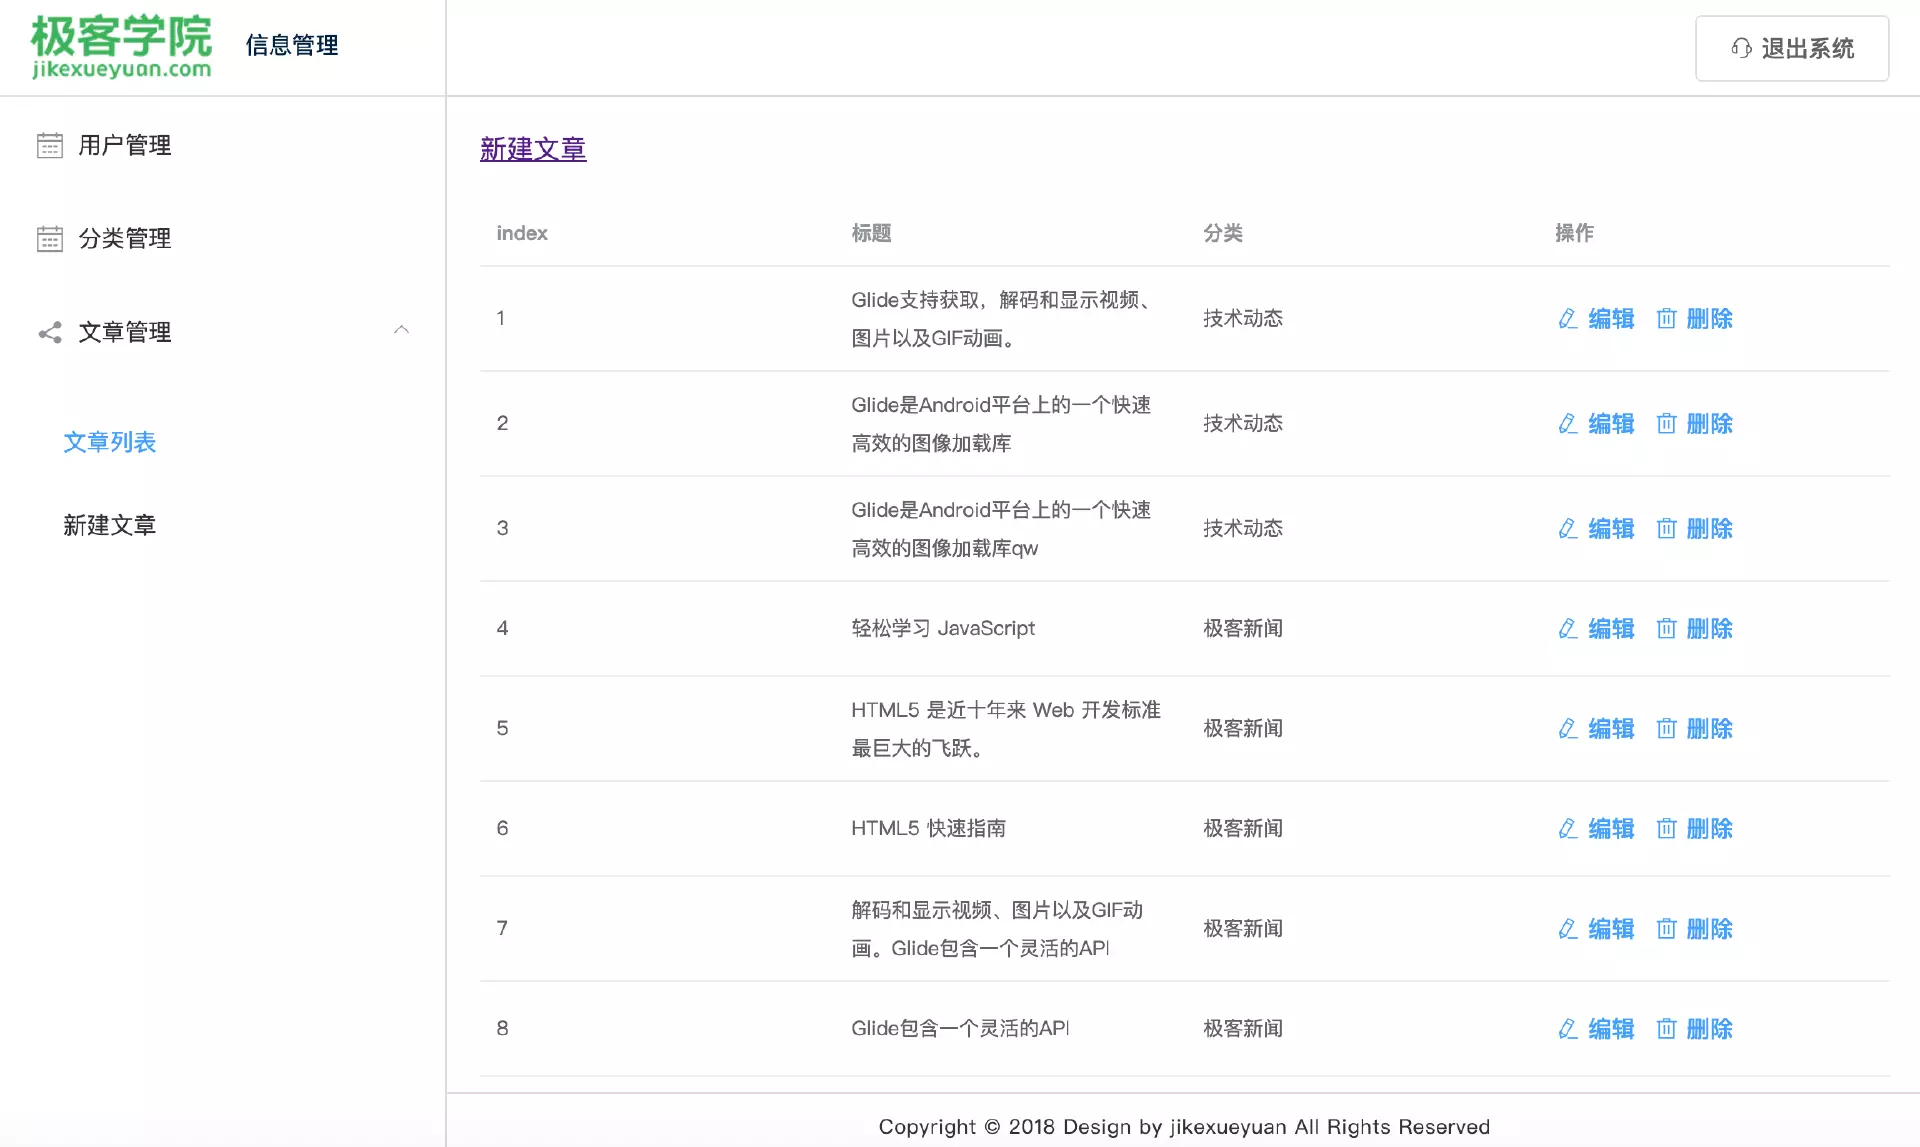 极客学院
jikexueyuan.com
信息管理
退出系统
用户管理
分类管理
文章管理
文章列表
新建文章
新建文章
index 标题 分类 操作
1 Glide支持获取，解码和显示视频、 技术动态 编辑 删除
图片以及GIF动画。
2 Glide是Android平台上的一个快速 技术动态 编辑 删除
高效的图像加载库
3 Glide是Android平台上的一个快速 技术动态 编辑 删除
高效的图像加载库qw
4 轻松学习 JavaScript 极客新闻 编辑 删除
5 HTML5 是近十年来 Web 开发标准 极客新闻 编辑 删除
最巨大的飞跃。
6 HTML5 快速指南 极客新闻 编辑 删除
7 解码和显示视频、图片以及GIF动 极客新闻 编辑 删除
画。Glide包含一个灵活的API
8 Glide包含一个灵活的API 极客新闻 编辑 删除
Copyright © 2018 Design by jikexueyuan All Rights Reserved